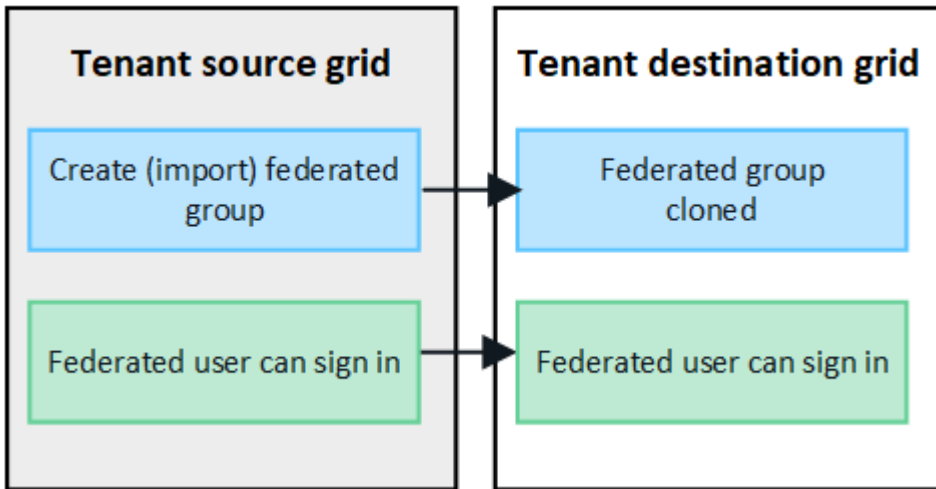 Tenant source grid
Create (import) federated
group
Federated user can sign in
Tenant destination grid
Federated group
cloned
Federated user can sign in